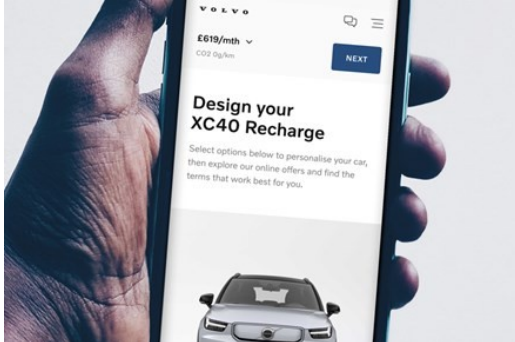 VOLVO
£619/mth
CO2 0g/km
NEXT
Design your
XC40 Recharge
Select options below to personalise your car,
then explore our online offers and find the
terms that work best for you.